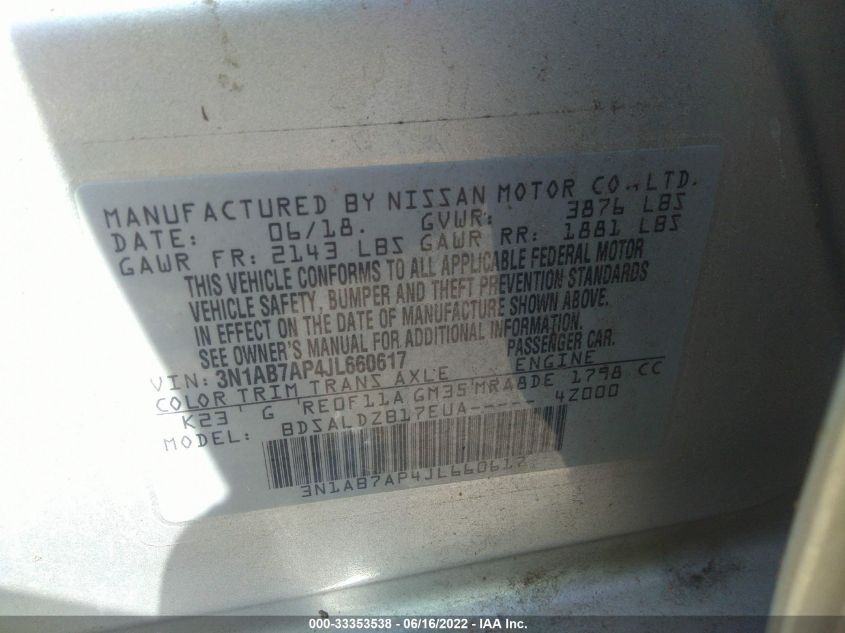 MANUFACTURED BY NISSAN MOTOR CO., LTD.
DATE: 06/18. GVWR: 3876 LBS
GAWR FR: 2143 LBS GAWR RR: 1881 LBS
THIS VEHICLE CONFORMS TO ALL APPLICABLE FEDERAL MOTOR
VEHICLE SAFETY, BUMPER AND THEFT PREVENTION STANDARDS
IN EFFECT ON THE DATE OF MANUFACTURE SHOWN ABOVE.
SEE OWNER'S MANUAL FOR ADDITIONAL INFORMATION.
VIN: 3N1AB7AP4JL660617 PASSENGER CAR.
COLOR TRIM TRANS AXLE ENGINE
K23 G RE0F11A GM35 MRA8DE 1798 CC
MODEL: BDSALDZB17EUA----- 4Z000
3N1AB7AP4JL660617
000-33353538 - 06/16/2022 - IAA Inc.